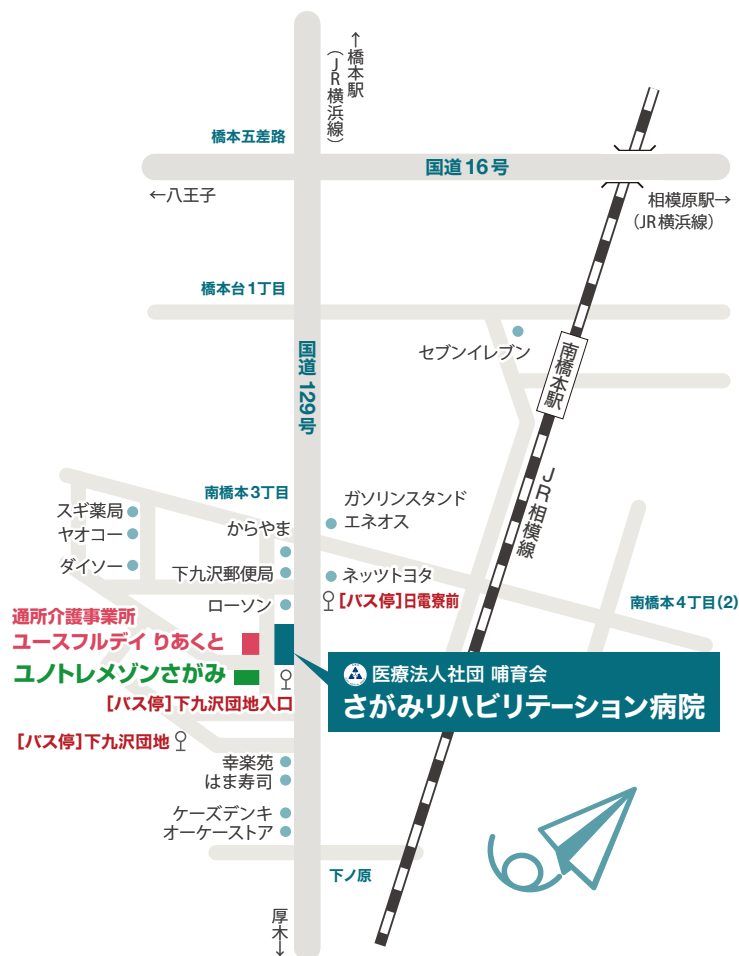 ↑橋本駅
（JR横浜線）
橋本五差路
国道16号
←八王子
相模原駅→
（JR横浜線）
橋本台1丁目
セブンイレブン
国道129号
南橋本駅
JR相模線
南橋本3丁目
ガソリンスタンド
エネオス
スギ薬局
ヤオコー
からやま
ダイソー
下九沢郵便局
ネッツトヨタ
ローソン
［バス停］日電寮前
南橋本4丁目(2)
通所介護事業所
ユースフルデイ りあくと
ユノトレメゾンさがみ
医療法人社団 哺育会
さがみリハビリテーション病院
［バス停］下九沢団地入口
［バス停］下九沢団地
幸楽苑
はま寿司
ケーズデンキ
オーケーストア
下ノ原
厚木→